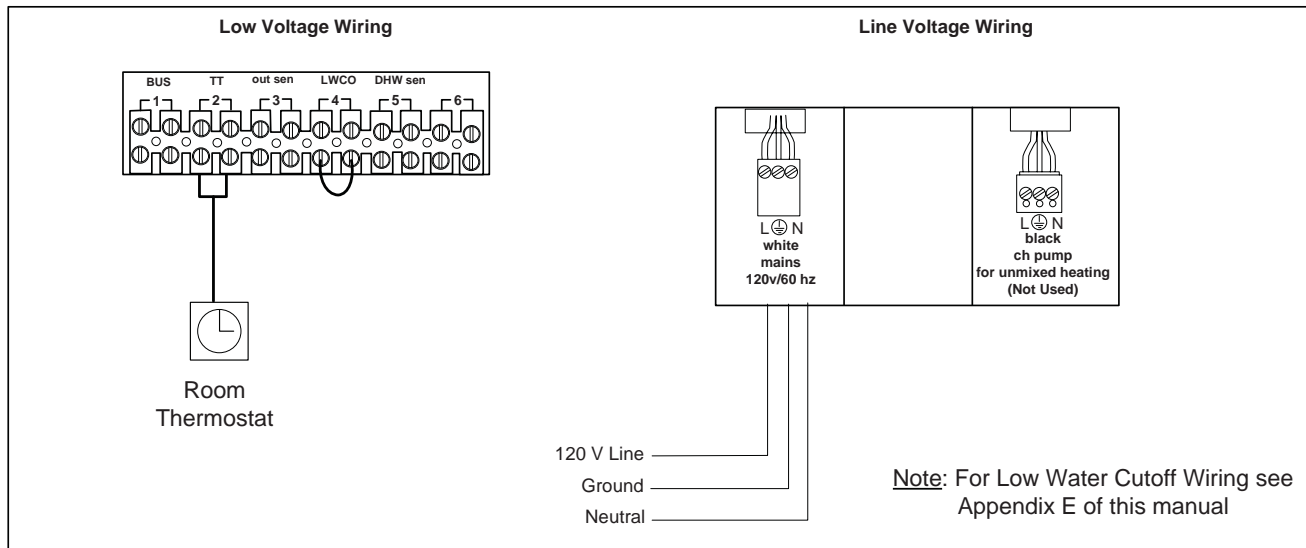 Low Voltage Wiring
BUS TT out sen LWCO DHW sen
1 2 3 4 5 6
Room
Thermostat
Line Voltage Wiring
L N
white
mains
120v/60 hz
L N
black
ch pump
for unmixed heating
(Not Used)
120 V Line
Ground
Neutral
Note: For Low Water Cutoff Wiring see
Appendix E of this manual